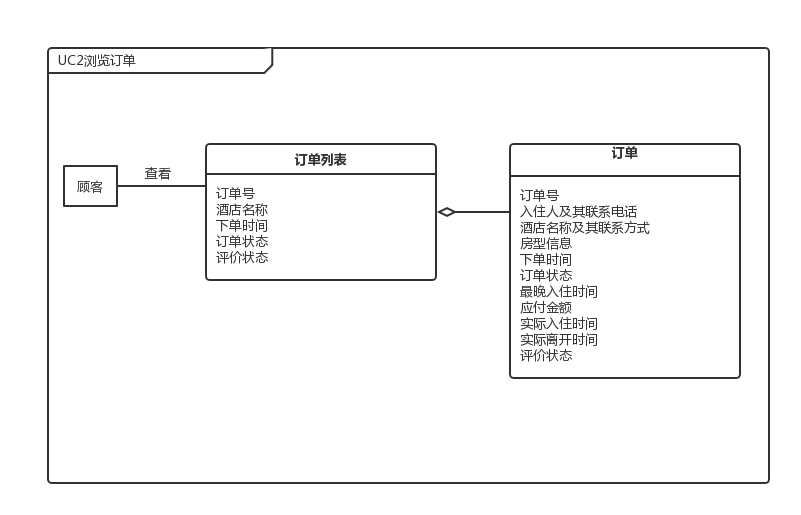 UC2浏览订单
顾客
查看
订单列表
订单号
酒店名称
下单时间
订单状态
评价状态
订单
订单号
入住人及其联系电话
酒店名称及其联系方式
房型信息
下单时间
订单状态
最晚入住时间
应付金额
实际入住时间
实际离开时间
评价状态